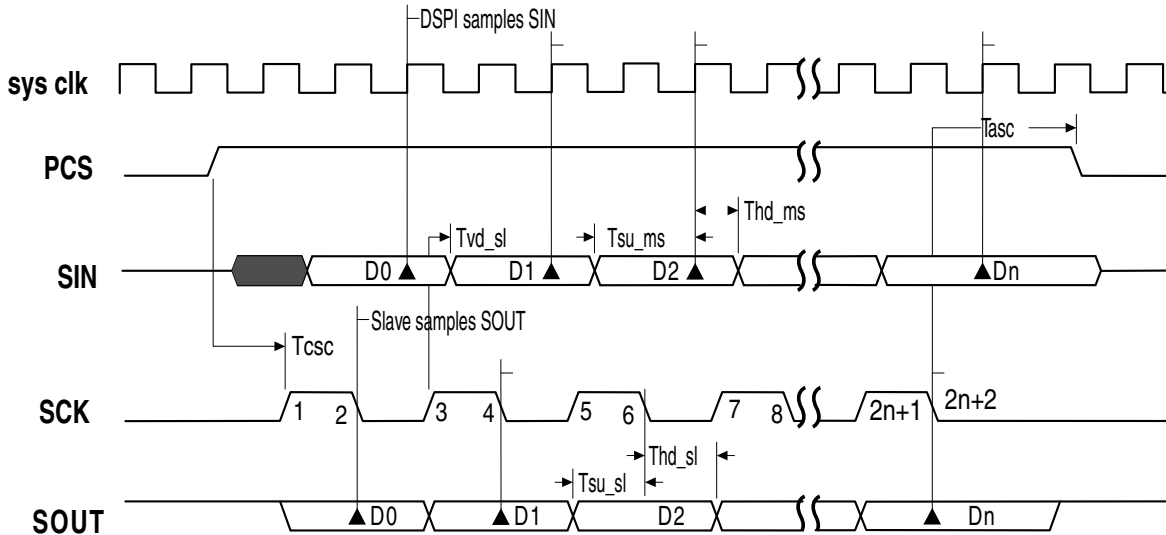 DSPI samples SIN
sys clk
Tasc
PCS
Thd_ms
Tvd_sl
Tsu_ms
SIN
D0
D1
D2
Dn
Slave samples SOUT
Tcsc
SCK
1
2
3
4
5
6
7
8
2n+1
2n+2
Thd_sl
Tsu_sl
SOUT
D0
D1
D2
Dn